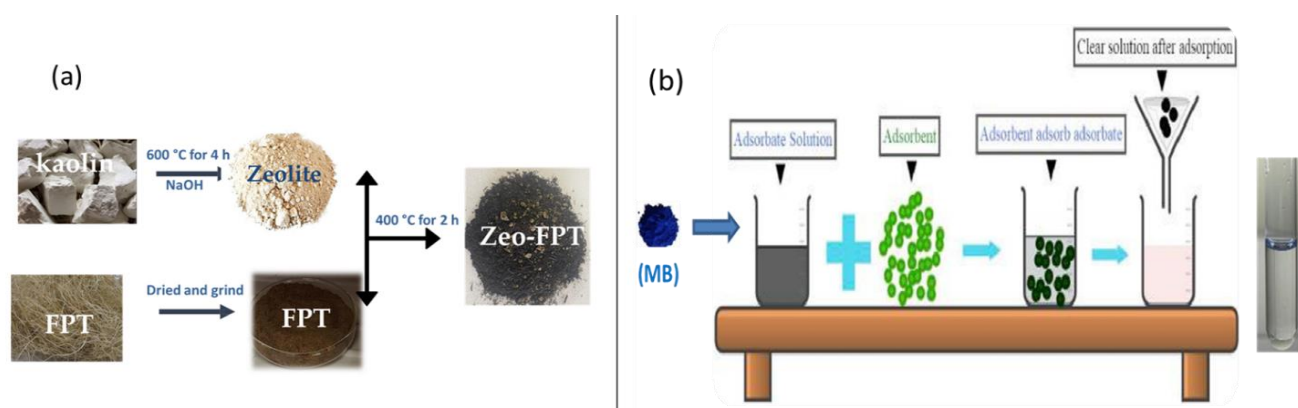 (a)
kaolin
600 °C for 4 h
NaOH
Zeolite
400 °C for 2 h
Zeo-FPT
Dried and grind
FPT
FPT
(b)
Clear solution after adsorption
Adsorbate Solution
Adsorbent
Adsorbent adsorb adsorbate
(MB)